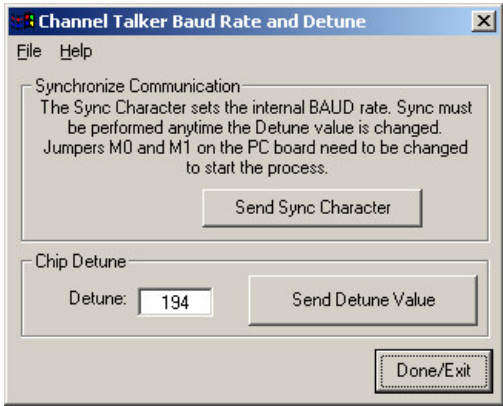 Channel Talker Baud Rate and Detune
File Help
Synchronize Communication
The Sync Character sets the internal BAUD rate. Sync must
be performed anytime the Detune value is changed.
Jumpers M0 and M1 on the PC board need to be changed
to start the process.
Send Sync Character
Chip Detune
Detune: 194 Send Detune Value
Done/Exit